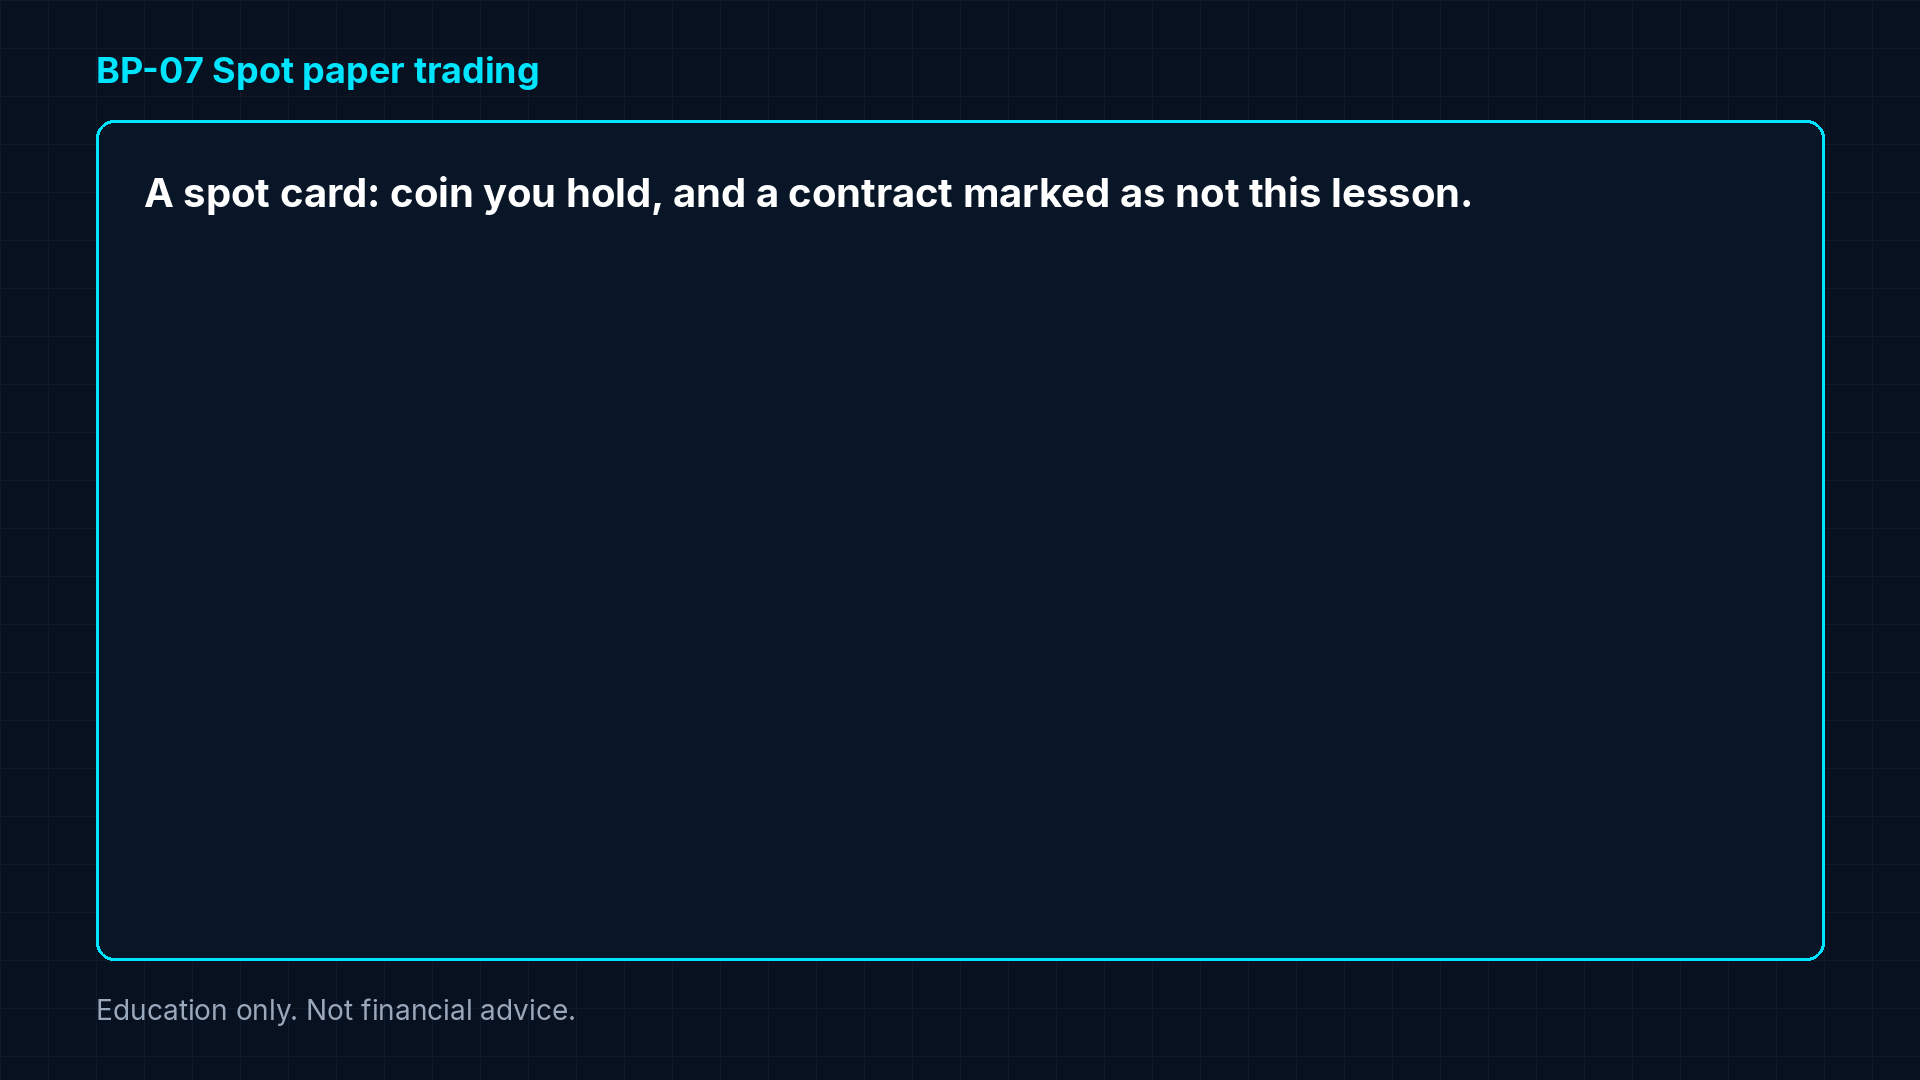 BP-07 Spot paper trading
A spot card: coin you hold, and a contract marked as not this lesson.
Education only. Not financial advice.